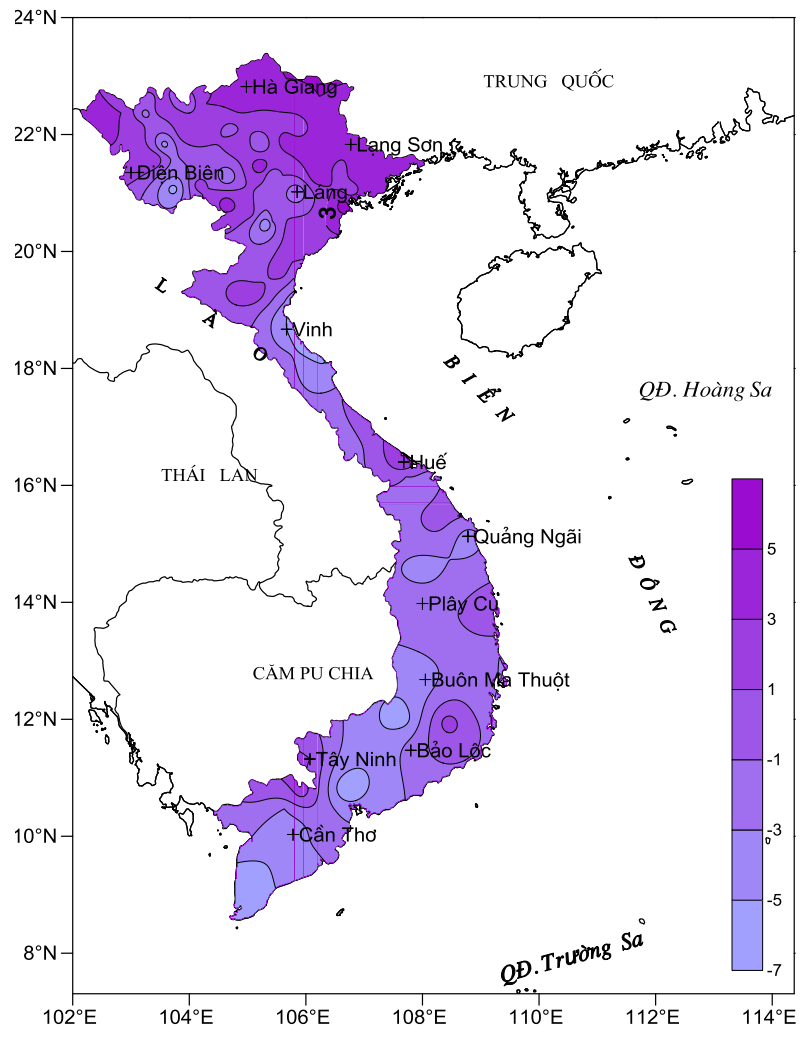 24°N
TRUNG QUỐC
Hà Giang
22°N
Lạng Sơn
Điện Biên
Láng
3
20°N
L À O
Vinh
18°N
BIỂN
QĐ. Hoàng Sa
Huế
THÁI LAN
16°N
Quảng Ngãi
5
ĐÔNG
14°N
Plây Cu
3
CĂM PU CHIA
Buôn Ma Thuột
1
12°N
Bảo Lộc
Tây Ninh
-1
10°N
Cần Thơ
-3
-5
8°N
QĐ. Trường Sa
-7
102°E 104°E 106°E 108°E 110°E 112°E 114°E